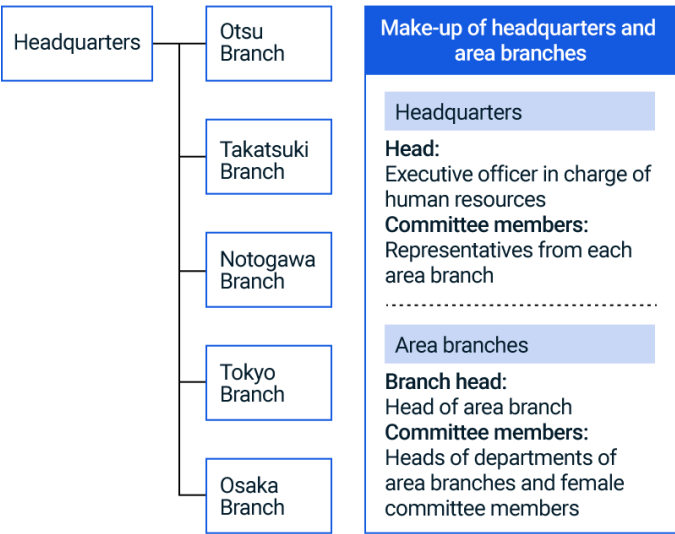 Headquarters
Otsu
Branch
Takatsuki
Branch
Notogawa
Branch
Tokyo
Branch
Osaka
Branch
Make-up of headquarters and
area branches
Headquarters
Head:
Executive officer in charge of
human resources
Committee members:
Representatives from each
area branch
Area branches
Branch head:
Head of area branch
Committee members:
Heads of departments of
area branches and female
committee members